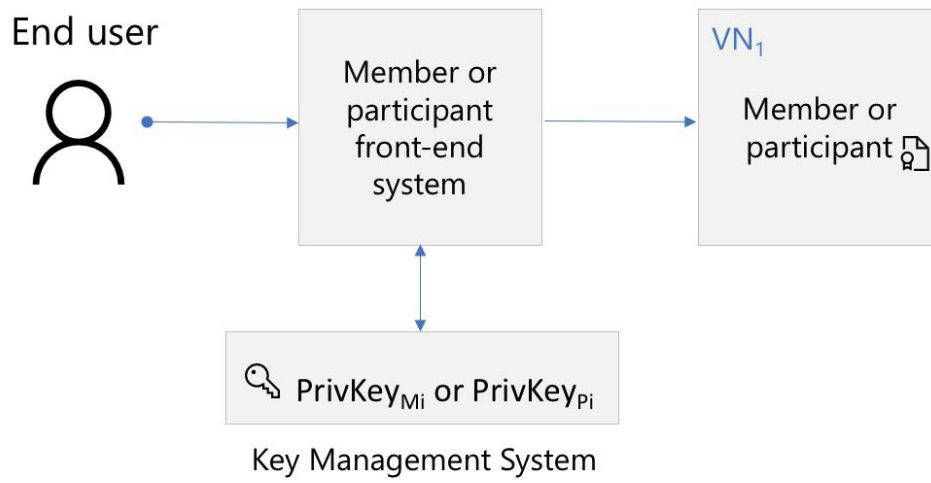 End user
Member or
participant
front-end
system
VN₁
Member or
participant
PrivKeyMi or PrivKeyPi
Key Management System